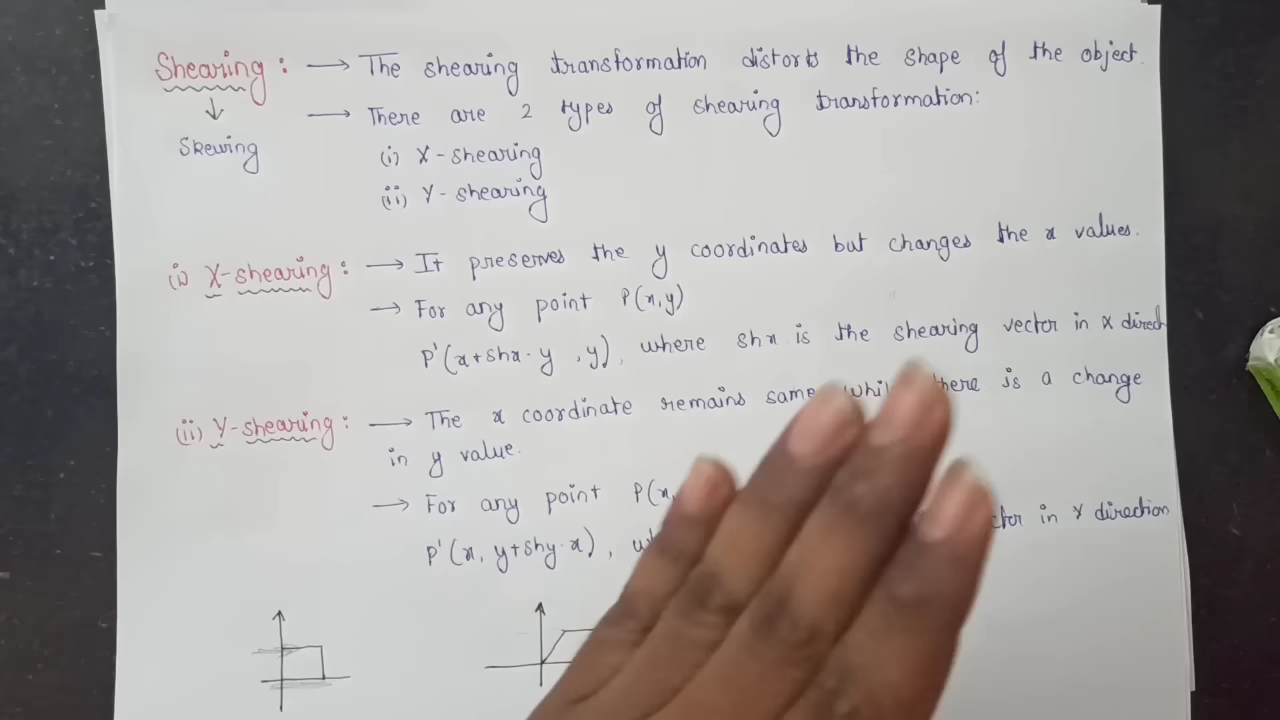 Shearing : → The shearing transformation distorts the shape of the object.
↓
Skewing
→ There are 2 types of shearing transformation:
(i) X-shearing
(ii) Y-shearing
(i) X-shearing : → It preserves the y coordinates but changes the x values.
→ For any point P(x,y)
P'(x+shx·y ,y), where shx is the shearing vector in X direct
(ii) Y-shearing : → The x coordinate remains same there is a change
in y value.
→ For any point P(x,
P'(x, y+shy·x), in Y direction